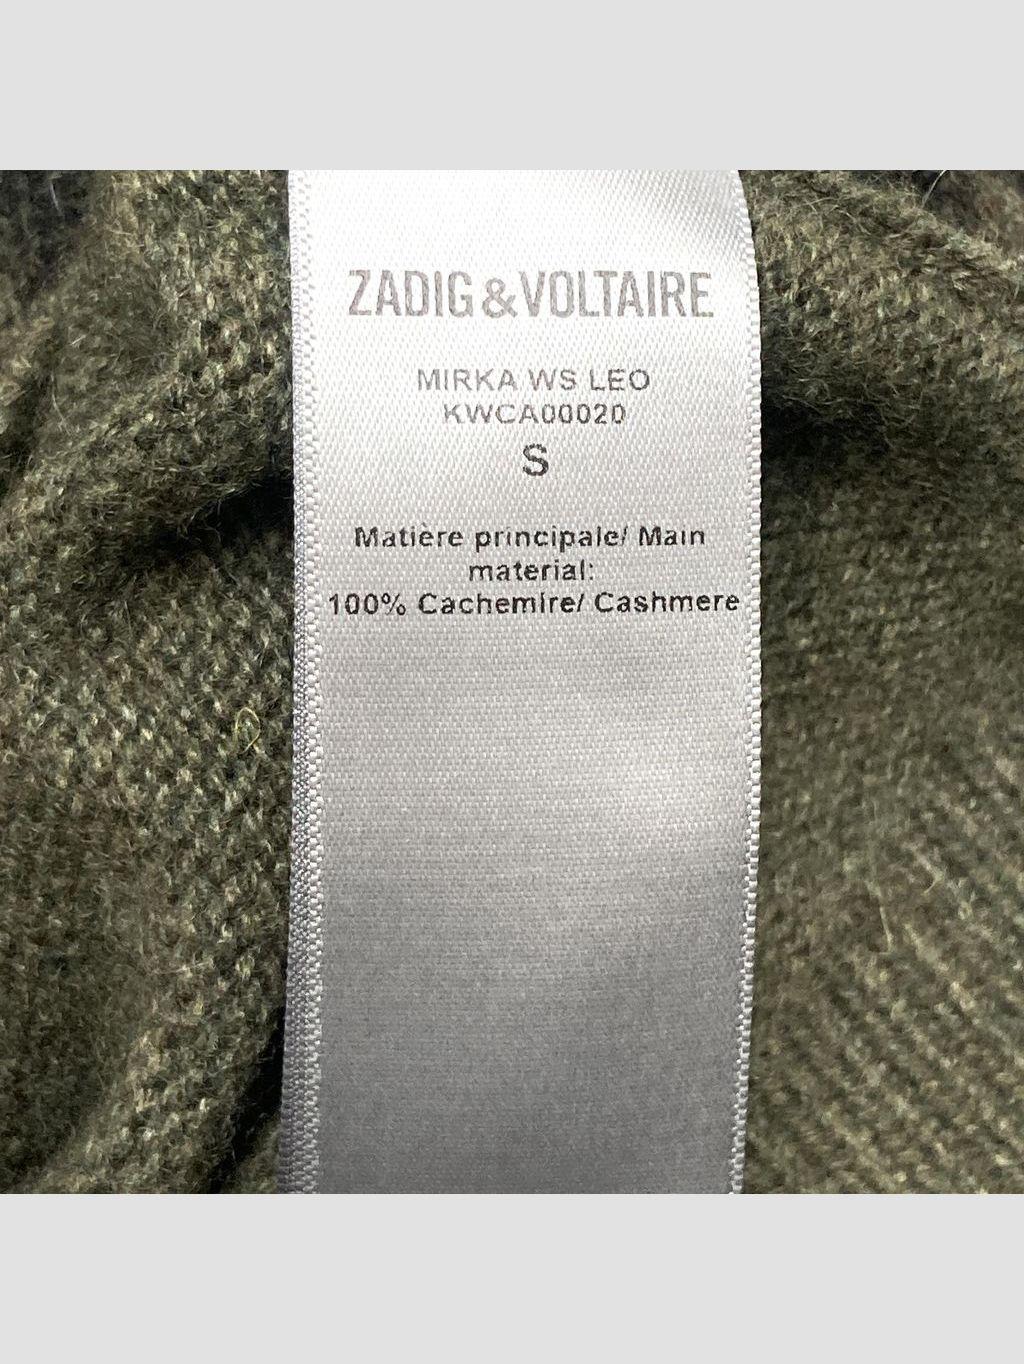 ZADIG&VOLTAIRE
MIRKA WS LEO
KWCA00020
S
Matière principale/ Main
material:
100% Cachemire/ Cashmere